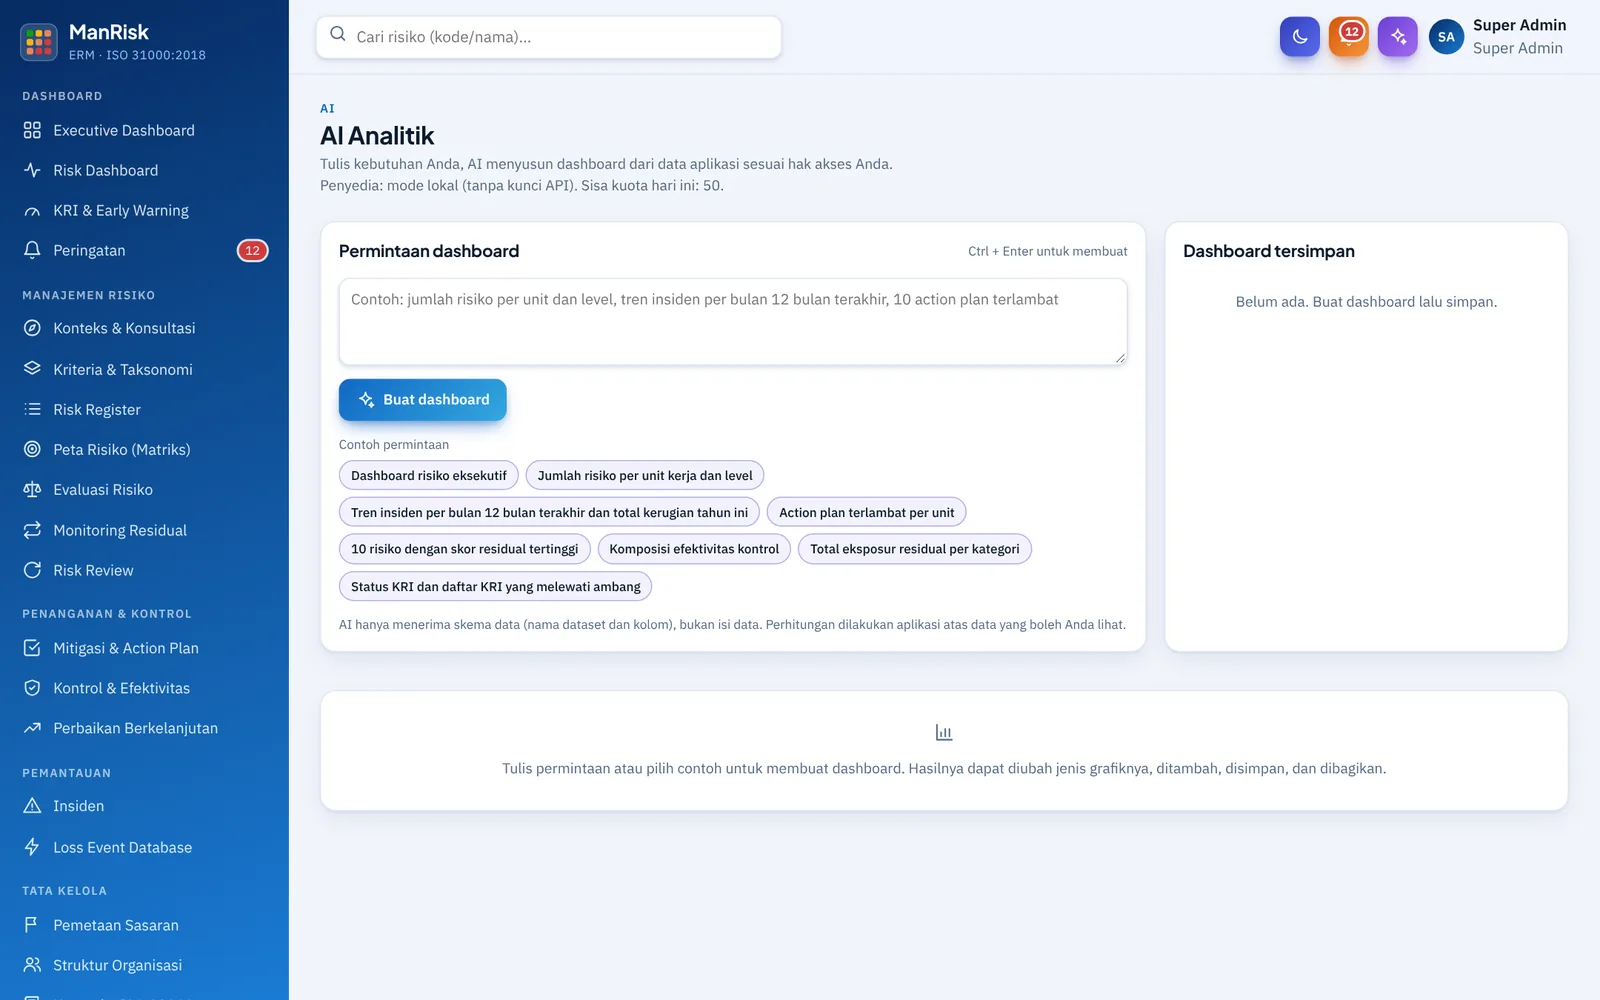 ManRisk
ERM · ISO 31000:2018
DASHBOARD
Executive Dashboard
Risk Dashboard
KRI & Early Warning
Peringatan
12
MANAJEMEN RISIKO
Konteks & Konsultasi
Kriteria & Taksonomi
Risk Register
Peta Risiko (Matriks)
Evaluasi Risiko
Monitoring Residual
Risk Review
PENANGANAN & KONTROL
Mitigasi & Action Plan
Kontrol & Efektivitas
Perbaikan Berkelanjutan
PEMANTAUAN
Insiden
Loss Event Database
TATA KELOLA
Pemetaan Sasaran
Struktur Organisasi
Cari risiko (kode/nama)...
12
SA
Super Admin
Super Admin
AI
AI Analitik
Tulis kebutuhan Anda, AI menyusun dashboard dari data aplikasi sesuai hak akses Anda.
Penyedia: mode lokal (tanpa kunci API). Sisa kuota hari ini: 50.
Permintaan dashboard
Ctrl + Enter untuk membuat
Contoh: jumlah risiko per unit dan level, tren insiden per bulan 12 bulan terakhir, 10 action plan terlambat
Buat dashboard
Contoh permintaan
Dashboard risiko eksekutif
Jumlah risiko per unit kerja dan level
Tren insiden per bulan 12 bulan terakhir dan total kerugian tahun ini
Action plan terlambat per unit
10 risiko dengan skor residual tertinggi
Komposisi efektivitas kontrol
Total eksposur residual per kategori
Status KRI dan daftar KRI yang melewati ambang
AI hanya menerima skema data (nama dataset dan kolom), bukan isi data. Perhitungan dilakukan aplikasi atas data yang boleh Anda lihat.
Dashboard tersimpan
Belum ada. Buat dashboard lalu simpan.
Tulis permintaan atau pilih contoh untuk membuat dashboard. Hasilnya dapat diubah jenis grafiknya, ditambah, disimpan, dan dibagikan.